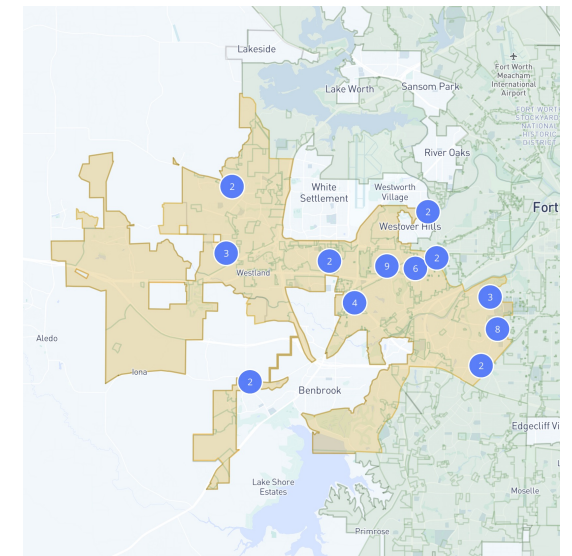 Lakeside
Fort Worth
Meacham
International
Airport
Lake Worth
Sansom Park
FORT WORTH
STOCKYARDS
NATIONAL
HISTORIC
DISTRICT
River Oaks
2
White
Settlement
Westworth
Village
2
Fort
Westover Hills
3
2
9
6
2
Westland
4
3
8
Aledo
Iona
2
2
Benbrook
Edgecliff Vi
Lake Shore
Estates
Moselle
Primrose